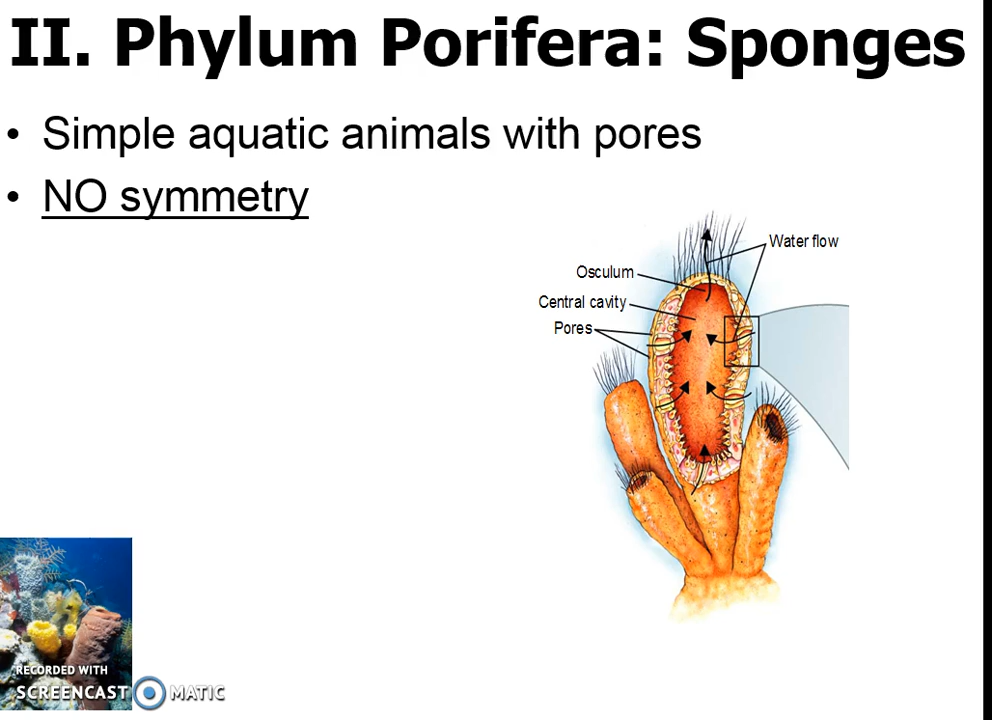 II. Phylum Porifera: Sponges
• Simple aquatic animals with pores
• NO symmetry
Water flow
Osculum
Central cavity
Pores
RECORDED WITH
SCREENCAST MATIC